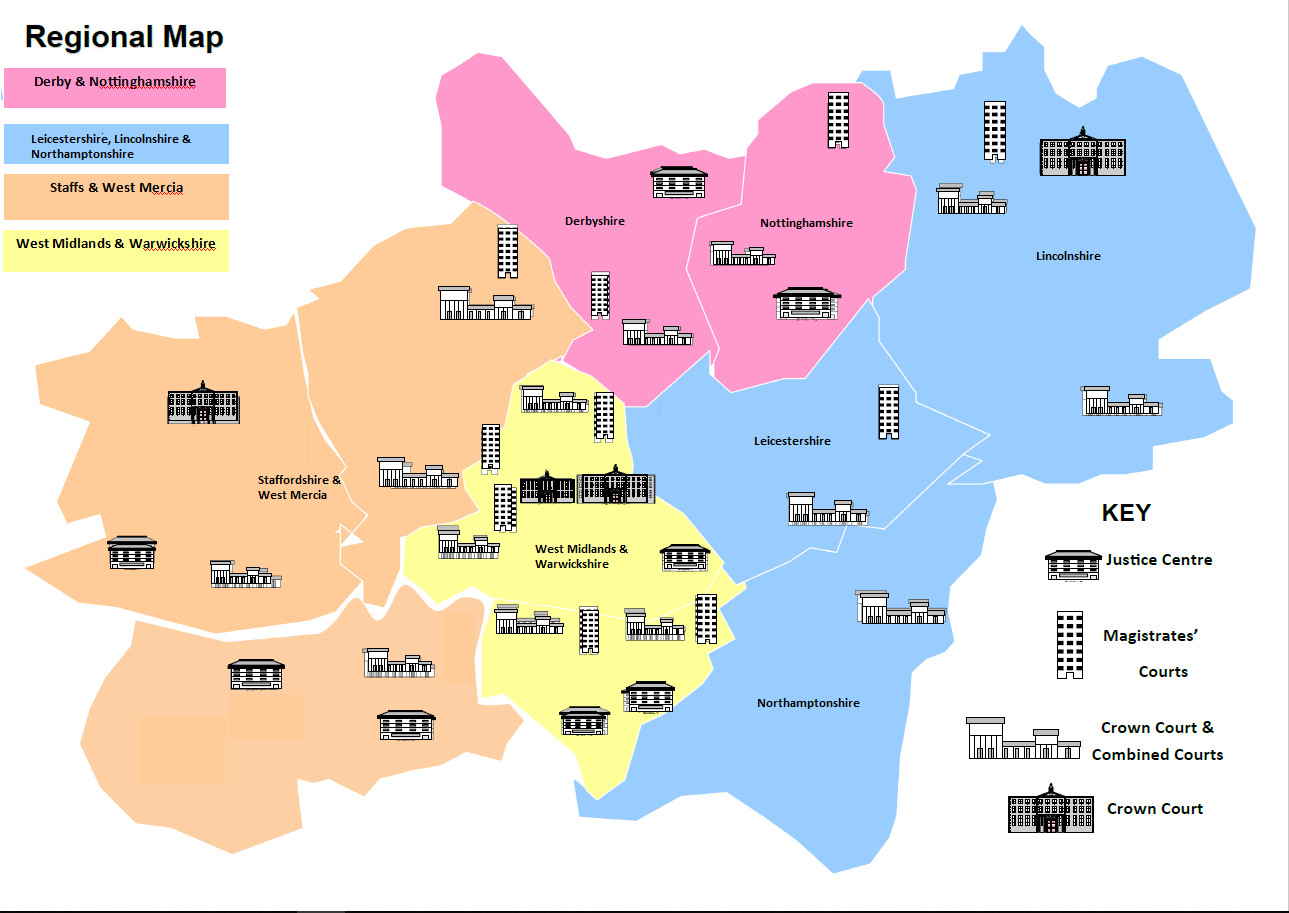 Regional Map
Derby & Nottinghamshire
Leicestershire, Lincolnshire &
Northamptonshire
Staffs & West Mercia
West Midlands & Warwickshire
Derbyshire
Nottinghamshire
Lincolnshire
Leicestershire
Staffordshire &
West Mercia
West Midlands &
Warwickshire
Northamptonshire
KEY
Justice Centre
Magistrates’
Courts
Crown Court &
Combined Courts
Crown Court